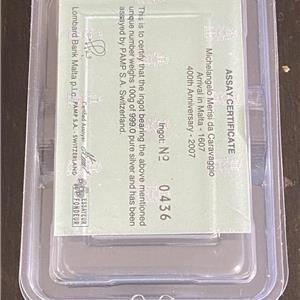 ASSAY CERTIFICATE
Michelangelo Merisi da Caravaggio
Arrival in Malta - 1607
400th Anniversary - 2007
Ingot: Nº 0436
This is to certify that the ingot bearing the above mentioned
unique number weighs 100g of 999.0 pure silver and has been
assayed by PAMP S.A. Switzerland.
Lombard Bank Malta p.l.c.
PAMP S.A. - SWITZERLAND
ESSAYEUR
FONDEUR